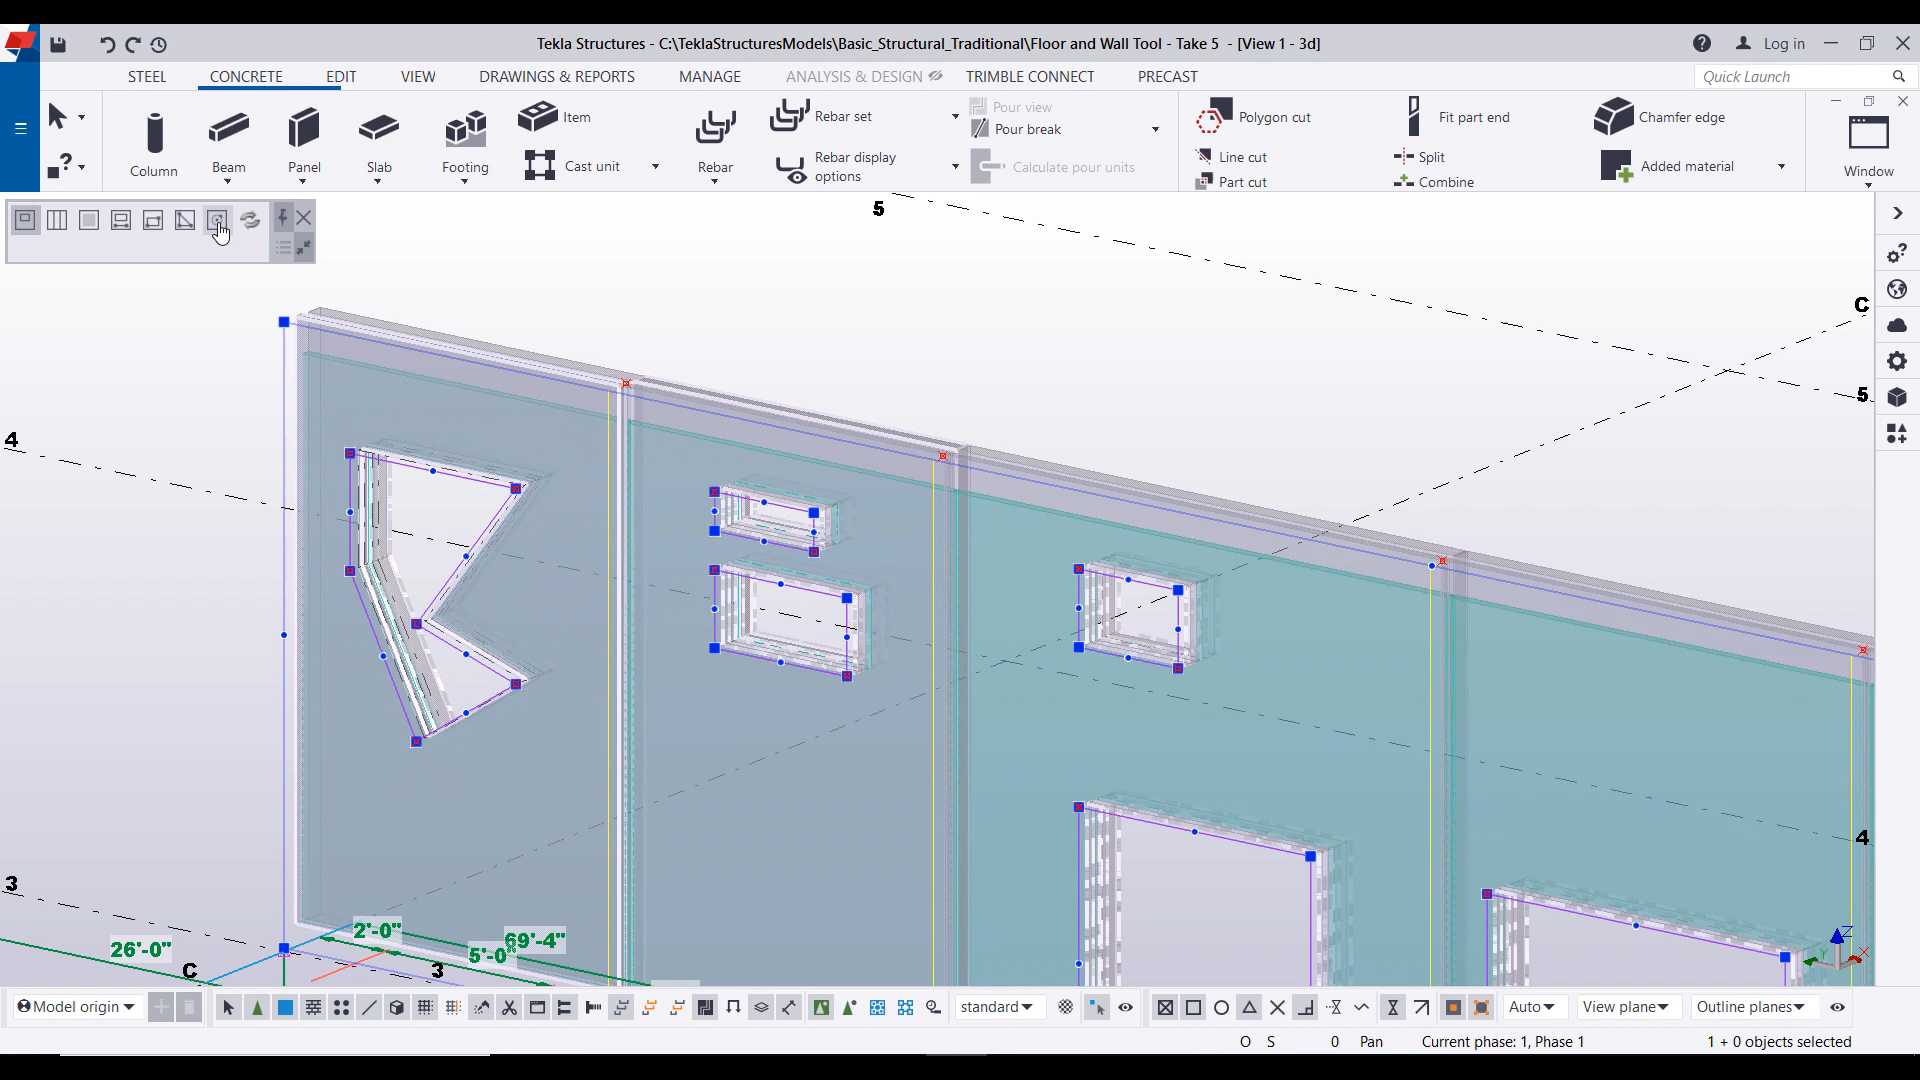 Tekla Structures - C:\TeklaStructuresModels\Basic_Structural_Traditional\Floor and Wall Tool - Take 5 - [View 1 - 3d]
Log in
STEEL CONCRETE EDIT VIEW DRAWINGS & REPORTS MANAGE ANALYSIS & DESIGN TRIMBLE CONNECT PRECAST
Quick Launch
Column
Beam
Panel
Slab
Footing
Item
Cast unit
Rebar
Rebar set
Rebar display options
Pour view
Pour break
Calculate pour units
Polygon cut
Line cut
Part cut
Fit part end
Split
Combine
Chamfer edge
Added material
Window
5
C
5
4
4
3
26'-0"
2'-0"
5'-0"
69'-4"
C
3
Z
Y
X
Model origin
standard
Auto
View plane
Outline planes
O S 0 Pan Current phase: 1, Phase 1 1 + 0 objects selected